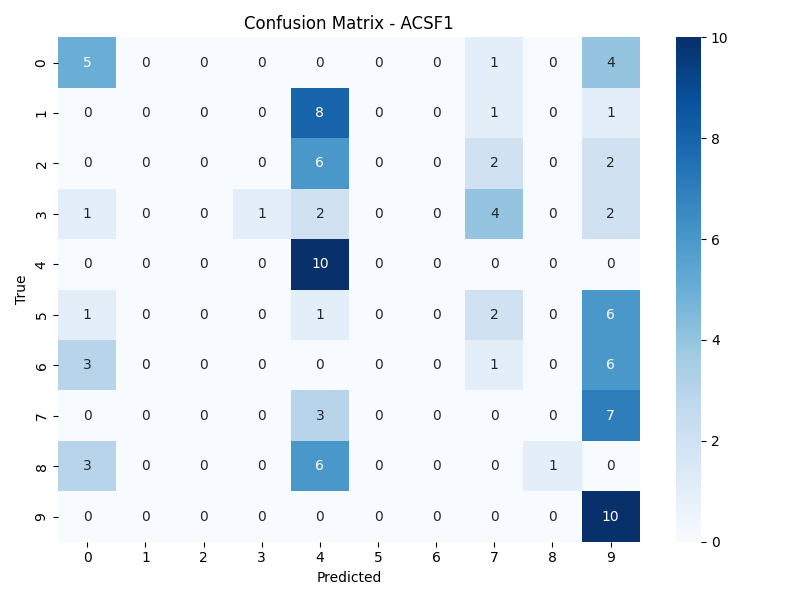 Confusion Matrix - ACSF1
0 5 0 0 0 0 0 0 1 0 4
1 0 0 0 0 8 0 0 1 0 1
2 0 0 0 0 6 0 0 2 0 2
3 1 0 0 1 2 0 0 4 0 2
4 0 0 0 0 10 0 0 0 0 0
5 1 0 0 0 1 0 0 2 0 6
6 3 0 0 0 0 0 0 1 0 6
7 0 0 0 0 3 0 0 0 0 7
8 3 0 0 0 6 0 0 0 1 0
9 0 0 0 0 0 0 0 0 0 10
0 1 2 3 4 5 6 7 8 9
Predicted
True
10
8
6
4
2
0